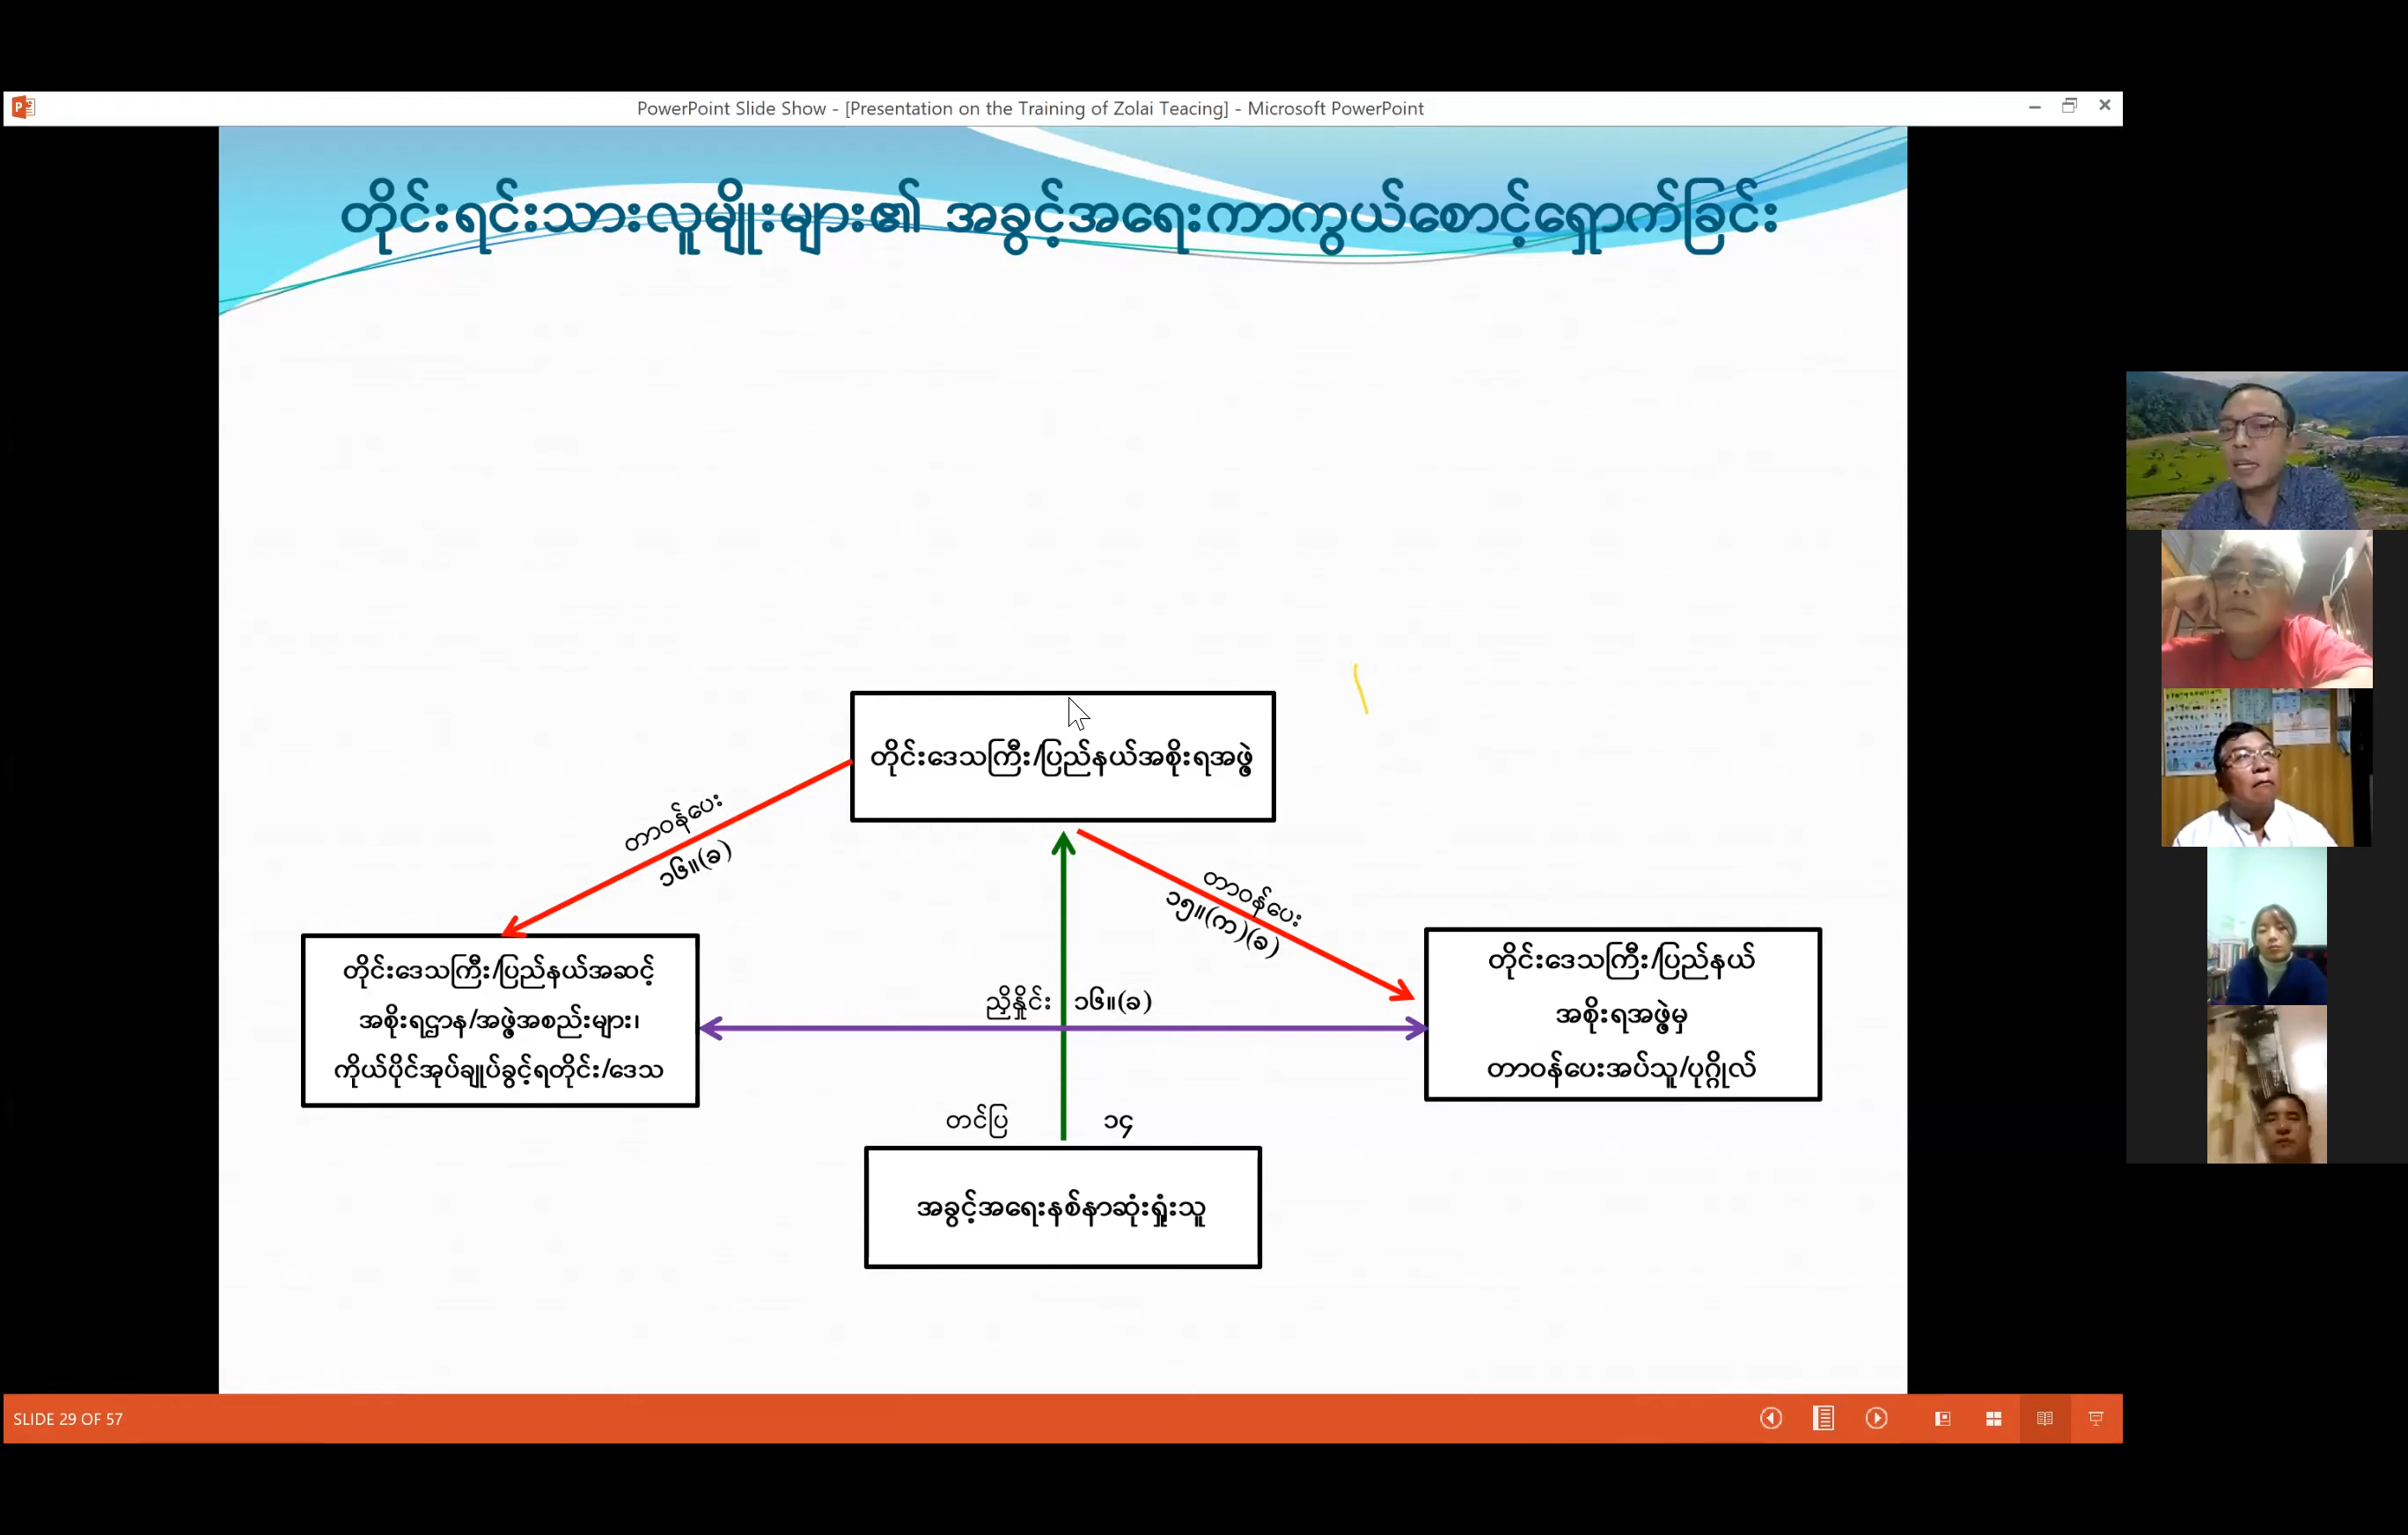 PowerPoint Slide Show - [Presentation on the Training of Zolai Teacing] - Microsoft PowerPoint
တိုင်းရင်းသားလူမျိုးများ၏ အခွင့်အရေးကာကွယ်စောင့်ရှောက်ခြင်း
တိုင်းဒေသကြီး/ပြည်နယ်အစိုးရအဖွဲ့
တာဝန်ပေး
၁၆။(ခ)
တာဝန်ပေး
၁၅။(က)(ခ)
တိုင်းဒေသကြီး/ပြည်နယ်အဆင့်
အစိုးရဌာန/အဖွဲ့အစည်းများ၊
ကိုယ်ပိုင်အုပ်ချုပ်ခွင့်ရတိုင်း/ဒေသ
ညှိနှိုင်း ၁၆။(ခ)
တိုင်းဒေသကြီး/ပြည်နယ်
အစိုးရအဖွဲ့မှ
တာဝန်ပေးအပ်သူ/ပုဂ္ဂိုလ်
တင်ပြ ၁၄
အခွင့်အရေးနစ်နာဆုံးရှုံးသူ
SLIDE 29 OF 57